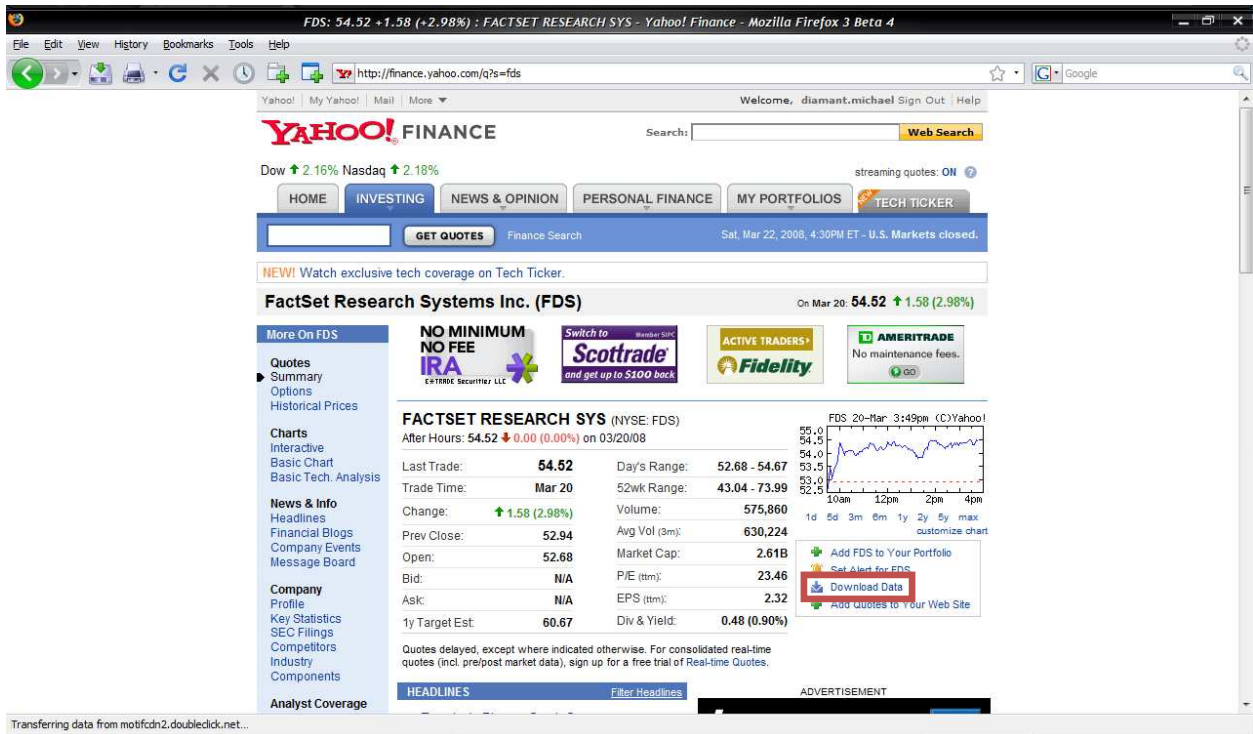 FDS: 54.52 +1.58 (+2.98%) : FACTSET RESEARCH SYS - Yahoo! Finance - Mozilla Firefox 3 Beta 4
File Edit View History Bookmarks Tools Help
http://finance.yahoo.com/q?s=fds
Google
Yahoo! My Yahoo! Mail More Welcome, diamant.michael Sign Out Help
YAHOO! FINANCE Search: Web Search
Dow 2.16% Nasdaq 2.18% streaming quotes: ON
HOME INVESTING NEWS & OPINION PERSONAL FINANCE MY PORTFOLIOS TECH TICKER
GET QUOTES Finance Search Sat, Mar 22, 2008, 4:30PM ET - U.S. Markets closed.
NEW! Watch exclusive tech coverage on Tech Ticker.
FactSet Research Systems Inc. (FDS) On Mar 20: 54.52 1.58 (2.98%)
More On FDS
Quotes
Summary
Options
Historical Prices
Charts
Interactive
Basic Chart
Basic Tech. Analysis
News & Info
Headlines
Financial Blogs
Company Events
Message Board
Company
Profile
Key Statistics
SEC Filings
Competitors
Industry
Components
Analyst Coverage
NO MINIMUM
NO FEE
IRA
E*TRADE Securities LLC
Switch to Member SIPC
Scottrade
and get up to $100 back
ACTIVE TRADERS
Fidelity
TD AMERITRADE
No maintenance fees.
GO
FACTSET RESEARCH SYS (NYSE: FDS)
After Hours: 54.52 0.00 (0.00%) on 03/20/08
Last Trade: 54.52
Trade Time: Mar 20
Change: 1.58 (2.98%)
Prev Close: 52.94
Open: 52.68
Bid: N/A
Ask: N/A
1y Target Est: 60.67
Day's Range: 52.68 - 54.67
52wk Range: 43.04 - 73.99
Volume: 575,860
Avg Vol (3m): 630,224
Market Cap: 2.61B
P/E (ttm): 23.46
EPS (ttm): 2.32
Div & Yield: 0.48 (0.90%)
Quotes delayed, except where indicated otherwise. For consolidated real-time
quotes (incl. pre/post market data), sign up for a free trial of Real-time Quotes.
FDS 20-Mar 3:49pm (C)Yahoo!
55.0
54.5
54.0
53.5
53.0
52.5
10am 12pm 2pm 4pm
1d 5d 3m 6m 1y 2y 5y max
customize chart
Add FDS to Your Portfolio
Set Alert for FDS
Download Data
Add Quotes to Your Web Site
HEADLINES Filter Headlines
ADVERTISEMENT
Transferring data from motifcdn2.doubleclick.net...